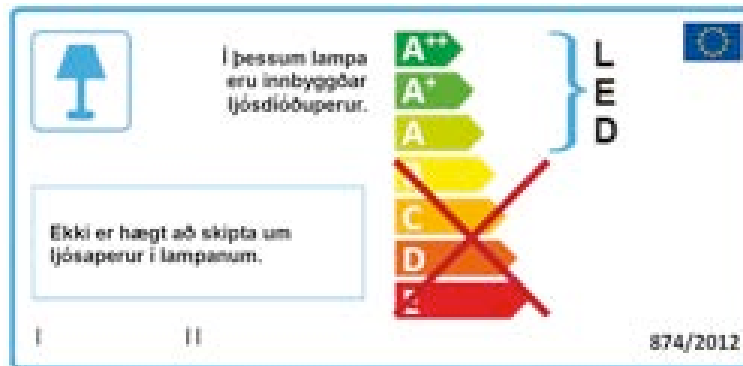 Í þessum lampa
eru innbyggðar
ljósdíóðuperur.
A++
A+
A
L
E
D
B
C
D
E
Ekki er hægt að skipta um
ljósaperur í lampanum.
I
II
874/2012